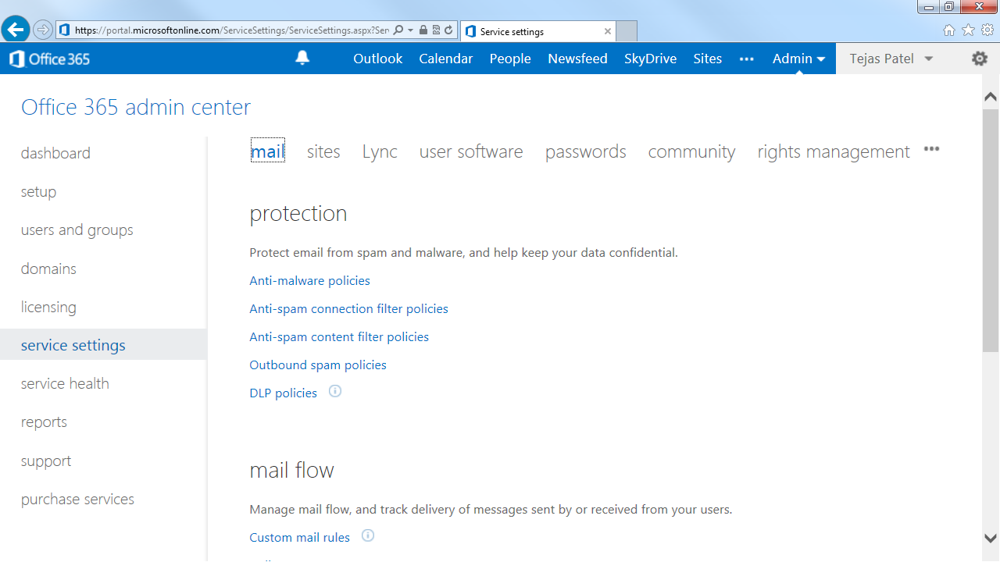 https://portal.microsoftonline.com/ServiceSettings/ServiceSettings.aspx?Ser
Service settings
Office 365
Outlook Calendar People Newsfeed SkyDrive Sites ••• Admin Tejas Patel
Office 365 admin center
dashboard
setup
users and groups
domains
licensing
service settings
service health
reports
support
purchase services
mail sites Lync user software passwords community rights management •••
protection
Protect email from spam and malware, and help keep your data confidential.
Anti-malware policies
Anti-spam connection filter policies
Anti-spam content filter policies
Outbound spam policies
DLP policies
mail flow
Manage mail flow, and track delivery of messages sent by or received from your users.
Custom mail rules